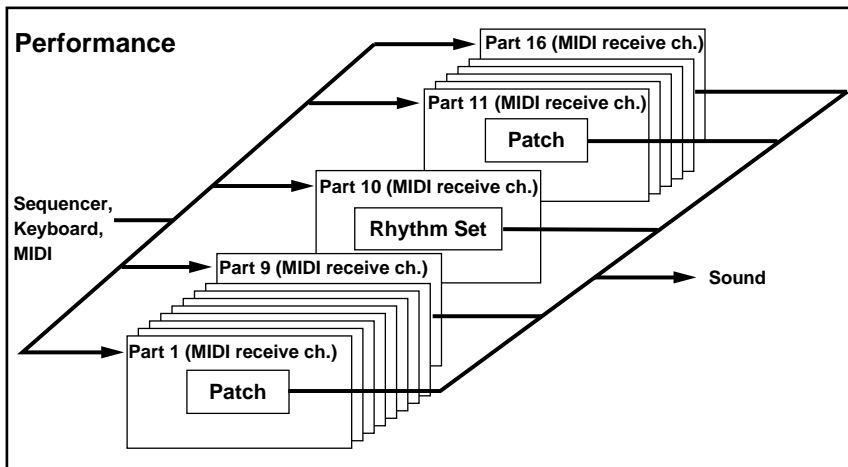 Performance
Part 16 (MIDI receive ch.)
Part 11 (MIDI receive ch.)
Patch
Part 10 (MIDI receive ch.)
Rhythm Set
Sequencer,
Keyboard,
MIDI
Part 9 (MIDI receive ch.)
Sound
Part 1 (MIDI receive ch.)
Patch